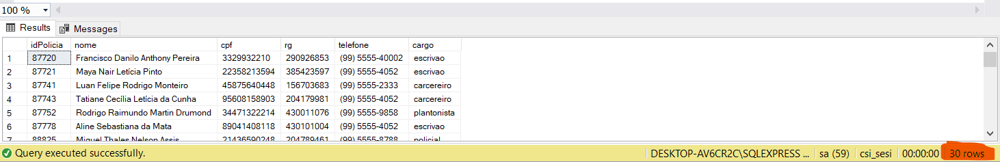 100 %
Results Messages
idPolicia nome cpf rg telefone cargo
1 87720 Francisco Danilo Anthony Pereira 3329932210 290926853 (99) 5555-40002 escrivao
2 87721 Maya Nair Letícia Pinto 22358213594 385423597 (99) 5555-4052 escrivao
3 87741 Luan Felipe Rodrigo Monteiro 45875640448 156703683 (99) 5555-2333 carcereiro
4 87743 Tatiane Cecília Letícia da Cunha 95608158903 204179981 (99) 5555-4052 carcereiro
5 87752 Rodrigo Raimundo Martin Drumond 34471322214 430011076 (99) 5555-9858 plantonista
6 87778 Aline Sebastiana da Mata 89041408118 430101004 (99) 5555-4052 escrivao
7 88825 Miguel Thales Nelson Assis 21436590248 204789461 (99) 5555-8788 policial
Query executed successfully. DESKTOP-AV6CR2C\SQLEXPRESS ... sa (59) csi_sesi 00:00:00 30 rows